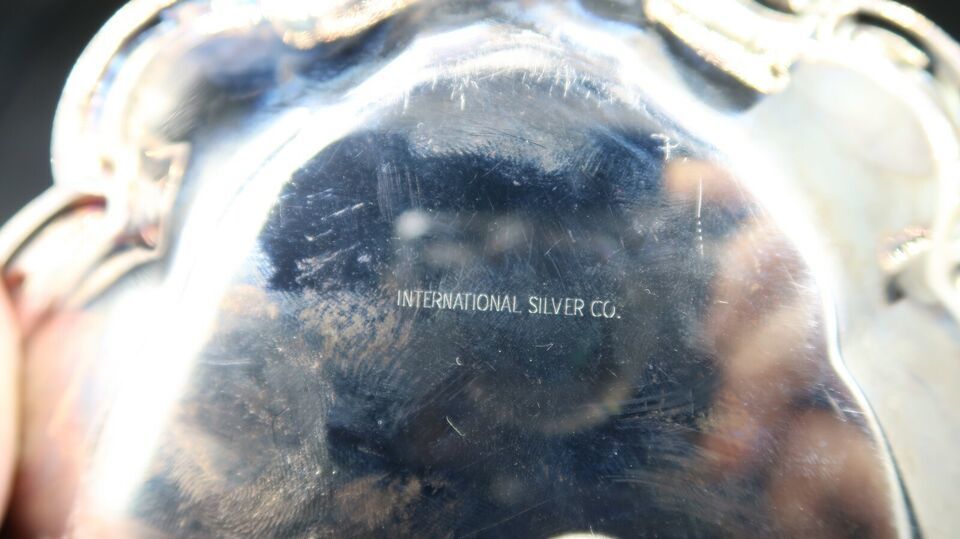 INTERNATIONAL SILVER CO.